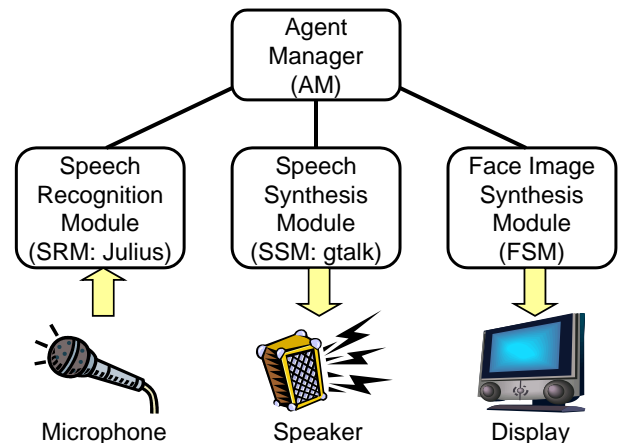 Agent
Manager
(AM)
Speech
Recognition
Module
(SRM: Julius)
Speech
Synthesis
Module
(SSM: gtalk)
Face Image
Synthesis
Module
(FSM)
Microphone
Speaker
Display